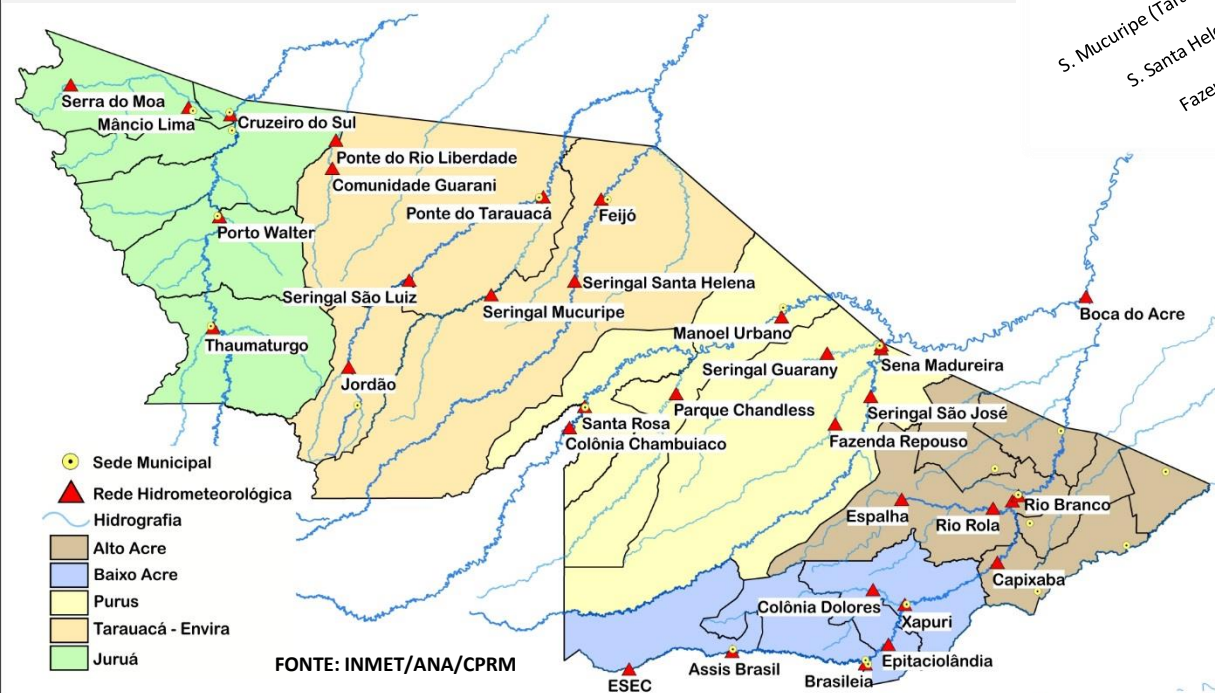 S. Mucuripe
S. Santa
Serra do Moa
Mâncio Lima
Cruzeiro do Sul
Ponte do Rio Liberdade
Comunidade Guarani
Ponte do Tarauacá
Feijó
Porto Walter
Seringal São Luiz
Seringal Mucuripe
Seringal Santa Helena
Thaumaturgo
Jordão
Manoel Urbano
Boca do Acre
Seringal Guarany
Sena Madureira
Parque Chandless
Seringal São José
Santa Rosa
Colônia Chambuiaco
Fazenda Repouso
Espalha
Rio Rola
Rio Branco
Capixaba
Colônia Dolores
Xapuri
Epitaciolândia
Assis Brasil
Brasileia
ESEC
Sede Municipal
Rede Hidrometeorológica
Hidrografia
Alto Acre
Baixo Acre
Purus
Tarauacá - Envira
Juruá
FONTE: INMET/ANA/CPRM